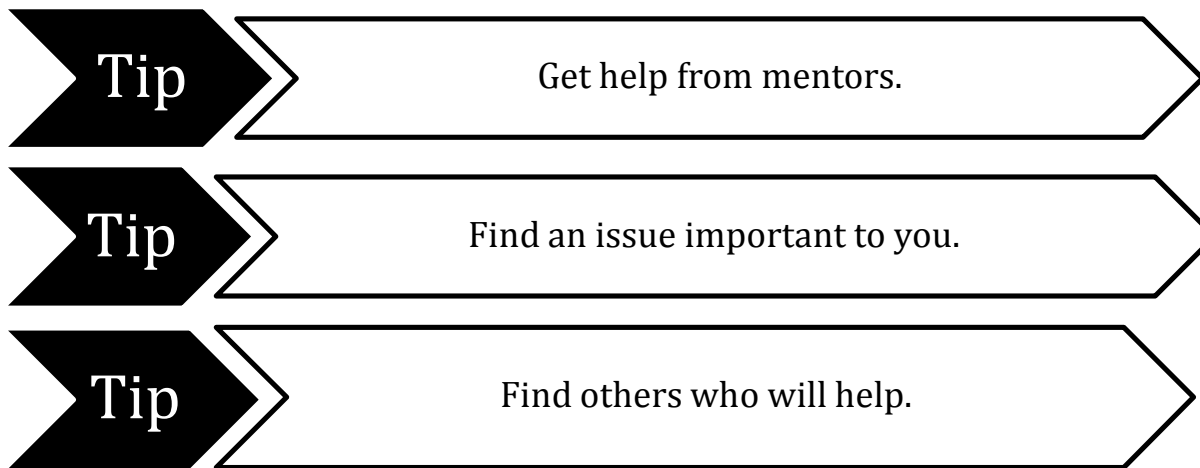 Tip
Get help from mentors.
Tip
Find an issue important to you.
Tip
Find others who will help.